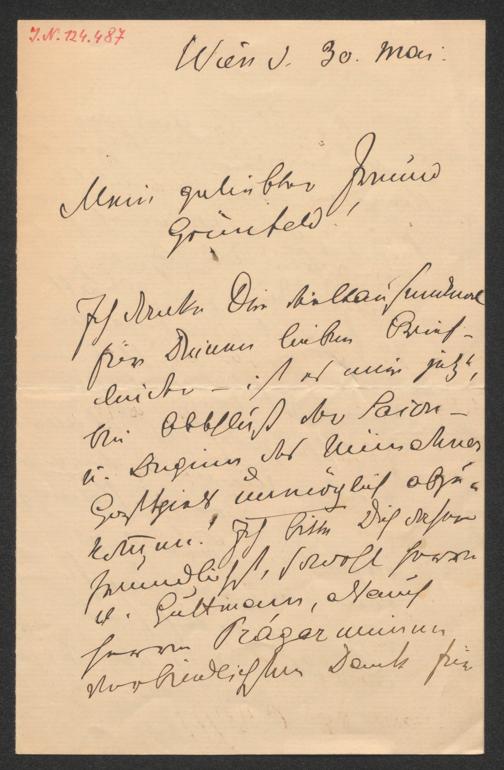 J.N. 124.487
Wien d. 30. Mai.
Mein geliebter Freund
Grünfeld!
Ich danke Dir vieltausendmal
für Deinen lieben Brief –
leider – ist es mir jetzt,
bei Abschluß der Saison –
u. Beginn des Münchner
Gastspiels unmöglich abzu-
kommen! Ich bitte Dich daher
freundlichst, sowohl Herrn
v. Guttmann, als auch
Herrn Präger meinen
verbindlichsten Dank für